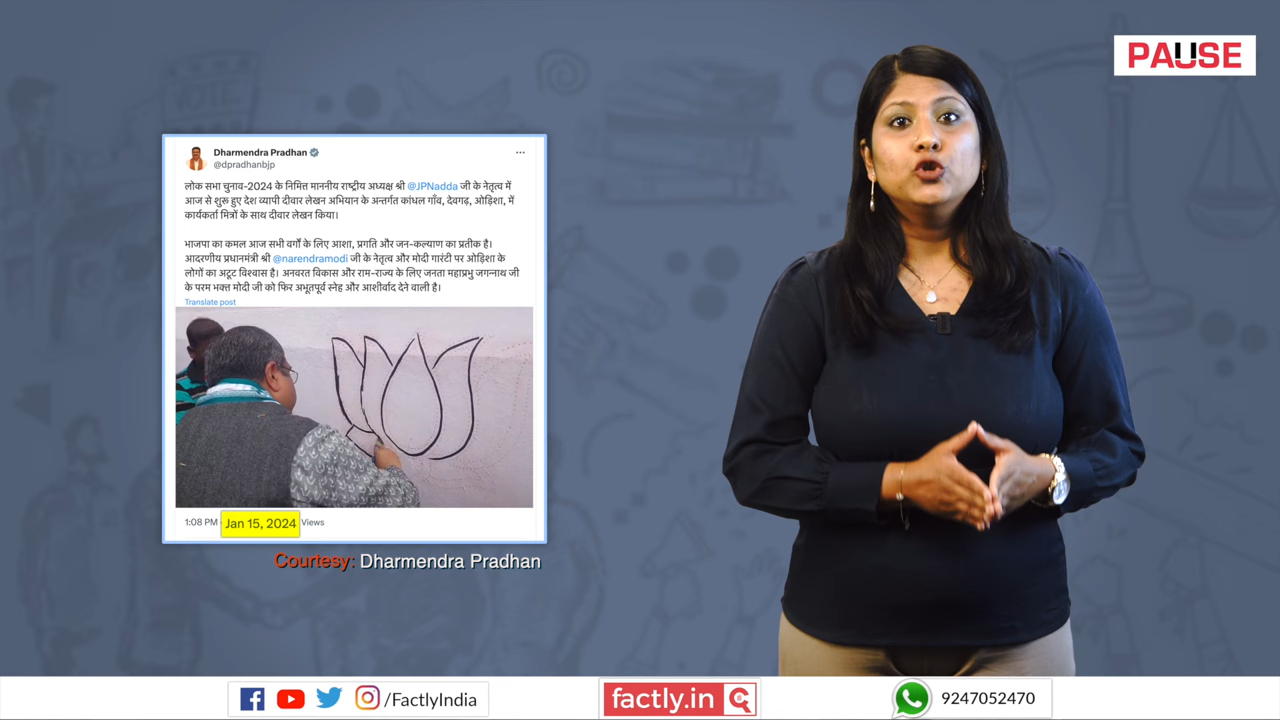 PAUSE
Dharmendra Pradhan
@dpradhanbjp
लोक सभा चुनाव-2024 के निमित्त माननीय राष्ट्रीय अध्यक्ष श्री @JPNadda जी के नेतृत्व में
आज से शुरू हुए देश व्यापी दीवार लेखन अभियान के अन्तर्गत कांधल गाँव, देवगढ़, ओड़िशा, में
कार्यकर्ता मित्रों के साथ दीवार लेखन किया।
भाजपा का कमल आज सभी वर्गों के लिए आशा, प्रगति और जन-कल्याण का प्रतीक है।
आदरणीय प्रधानमंत्री श्री @narendramodi जी के नेतृत्व और मोदी गारंटी पर ओड़िशा के
लोगों का अटूट विश्वास है। अनवरत विकास और राम-राज्य के लिए जनता महाप्रभु जगन्नाथ जी
के परम भक्त मोदी जी को फिर अभूतपूर्व स्नेह और आशीर्वाद देने वाली है।
Translate post
1:08 PM Jan 15, 2024 Views
Courtesy: Dharmendra Pradhan
/FactlyIndia
factly.in
9247052470